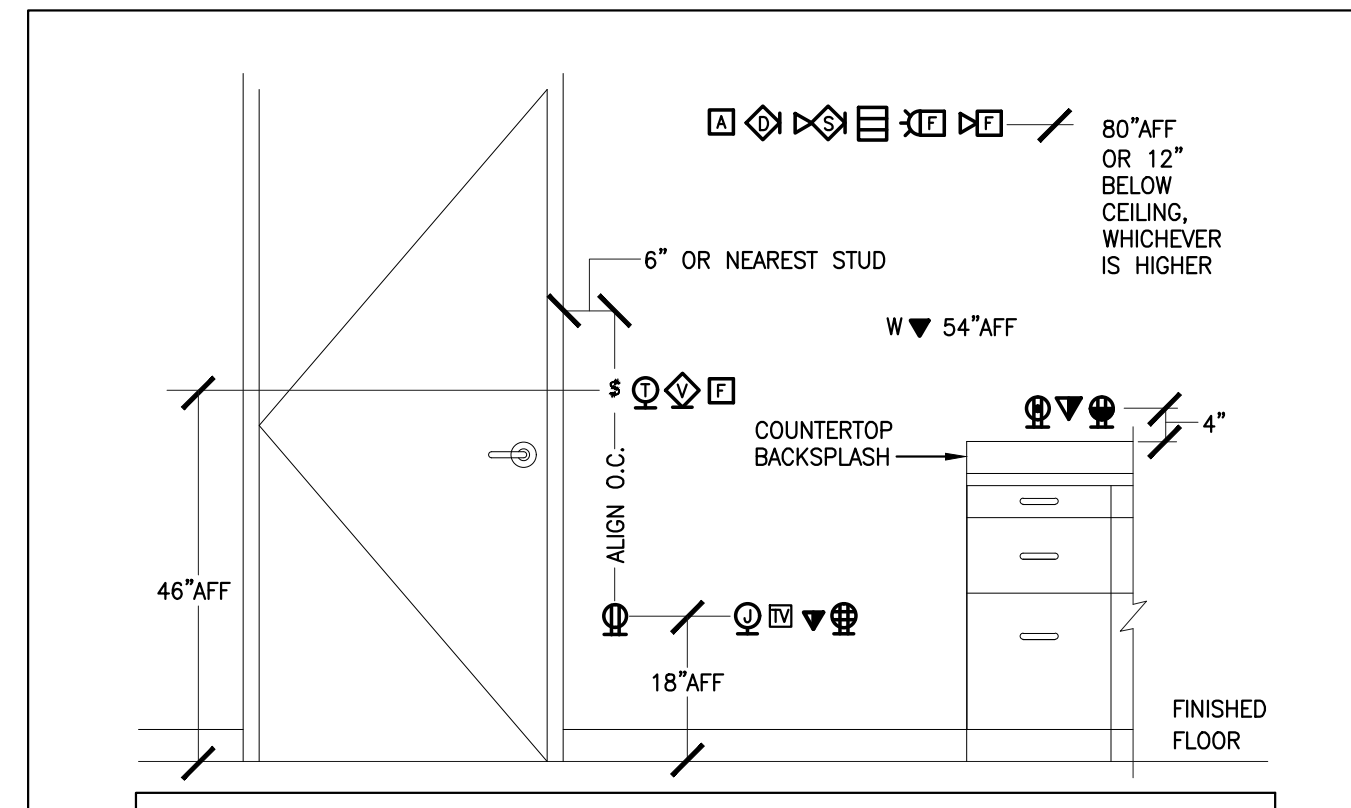 A D S F F
80"AFF
OR 12"
BELOW
CEILING,
WHICHEVER
IS HIGHER
6" OR NEAREST STUD
W 54"AFF
$ T V F
4"
COUNTERTOP
BACKSPLASH
ALIGN O.C.
46"AFF
J TV
18"AFF
FINISHED
FLOOR